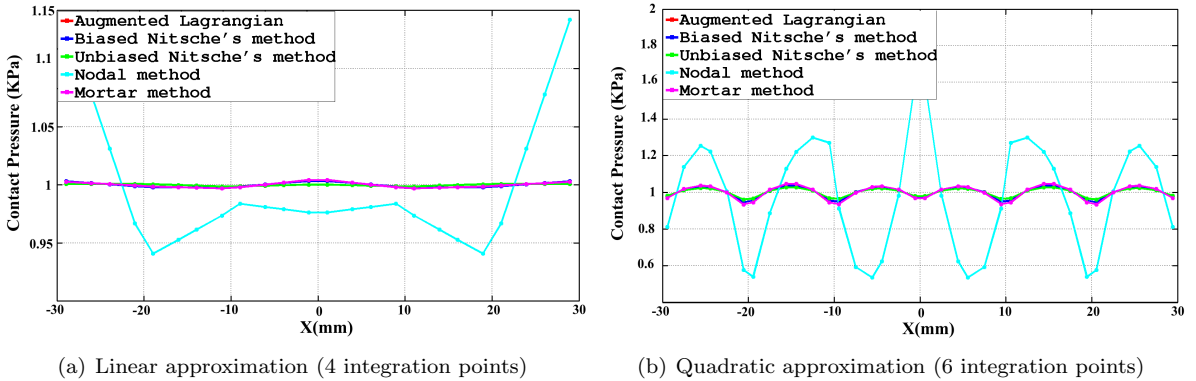 1.15
1.1
1.05
1
0.95
-30
-20
-10
0
10
20
30
X(mm)
Contact Pressure (KPa)
Augmented Lagrangian
Biased Nitsche's method
Unbiased Nitsche's method
Nodal method
Mortar method
(a) Linear approximation (4 integration points)
2
1.8
1.6
1.4
1.2
1
0.8
0.6
-30
-20
-10
0
10
20
30
X(mm)
Contact Pressure (KPa)
Augmented Lagrangian
Biased Nitsche's method
Unbiased Nitsche's method
Nodal method
Mortar method
(b) Quadratic approximation (6 integration points)